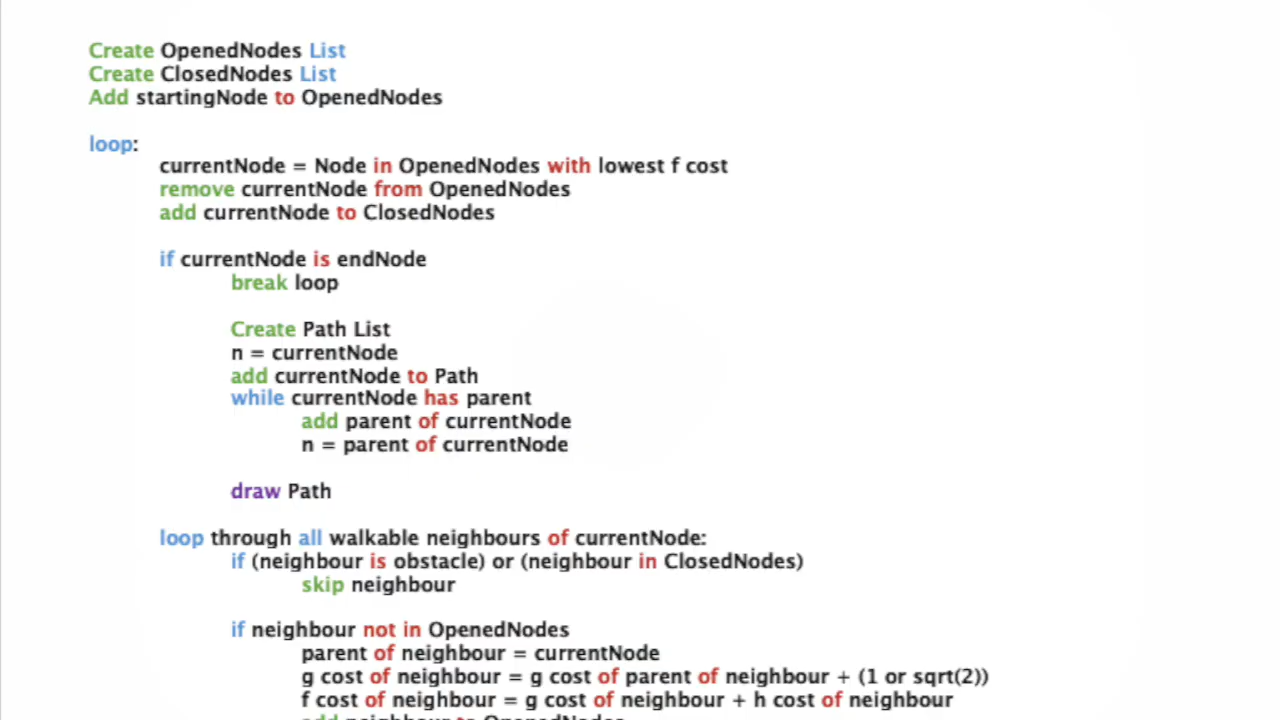 Create OpenedNodes List
Create ClosedNodes List
Add startingNode to OpenedNodes
loop:
currentNode = Node in OpenedNodes with lowest f cost
remove currentNode from OpenedNodes
add currentNode to ClosedNodes
if currentNode is endNode
break loop
Create Path List
n = currentNode
add currentNode to Path
while currentNode has parent
add parent of currentNode
n = parent of currentNode
draw Path
loop through all walkable neighbours of currentNode:
if (neighbour is obstacle) or (neighbour in ClosedNodes)
skip neighbour
if neighbour not in OpenedNodes
parent of neighbour = currentNode
g cost of neighbour = g cost of parent of neighbour + (1 or sqrt(2))
f cost of neighbour = g cost of neighbour + h cost of neighbour
add neighbour to OpenedNodes